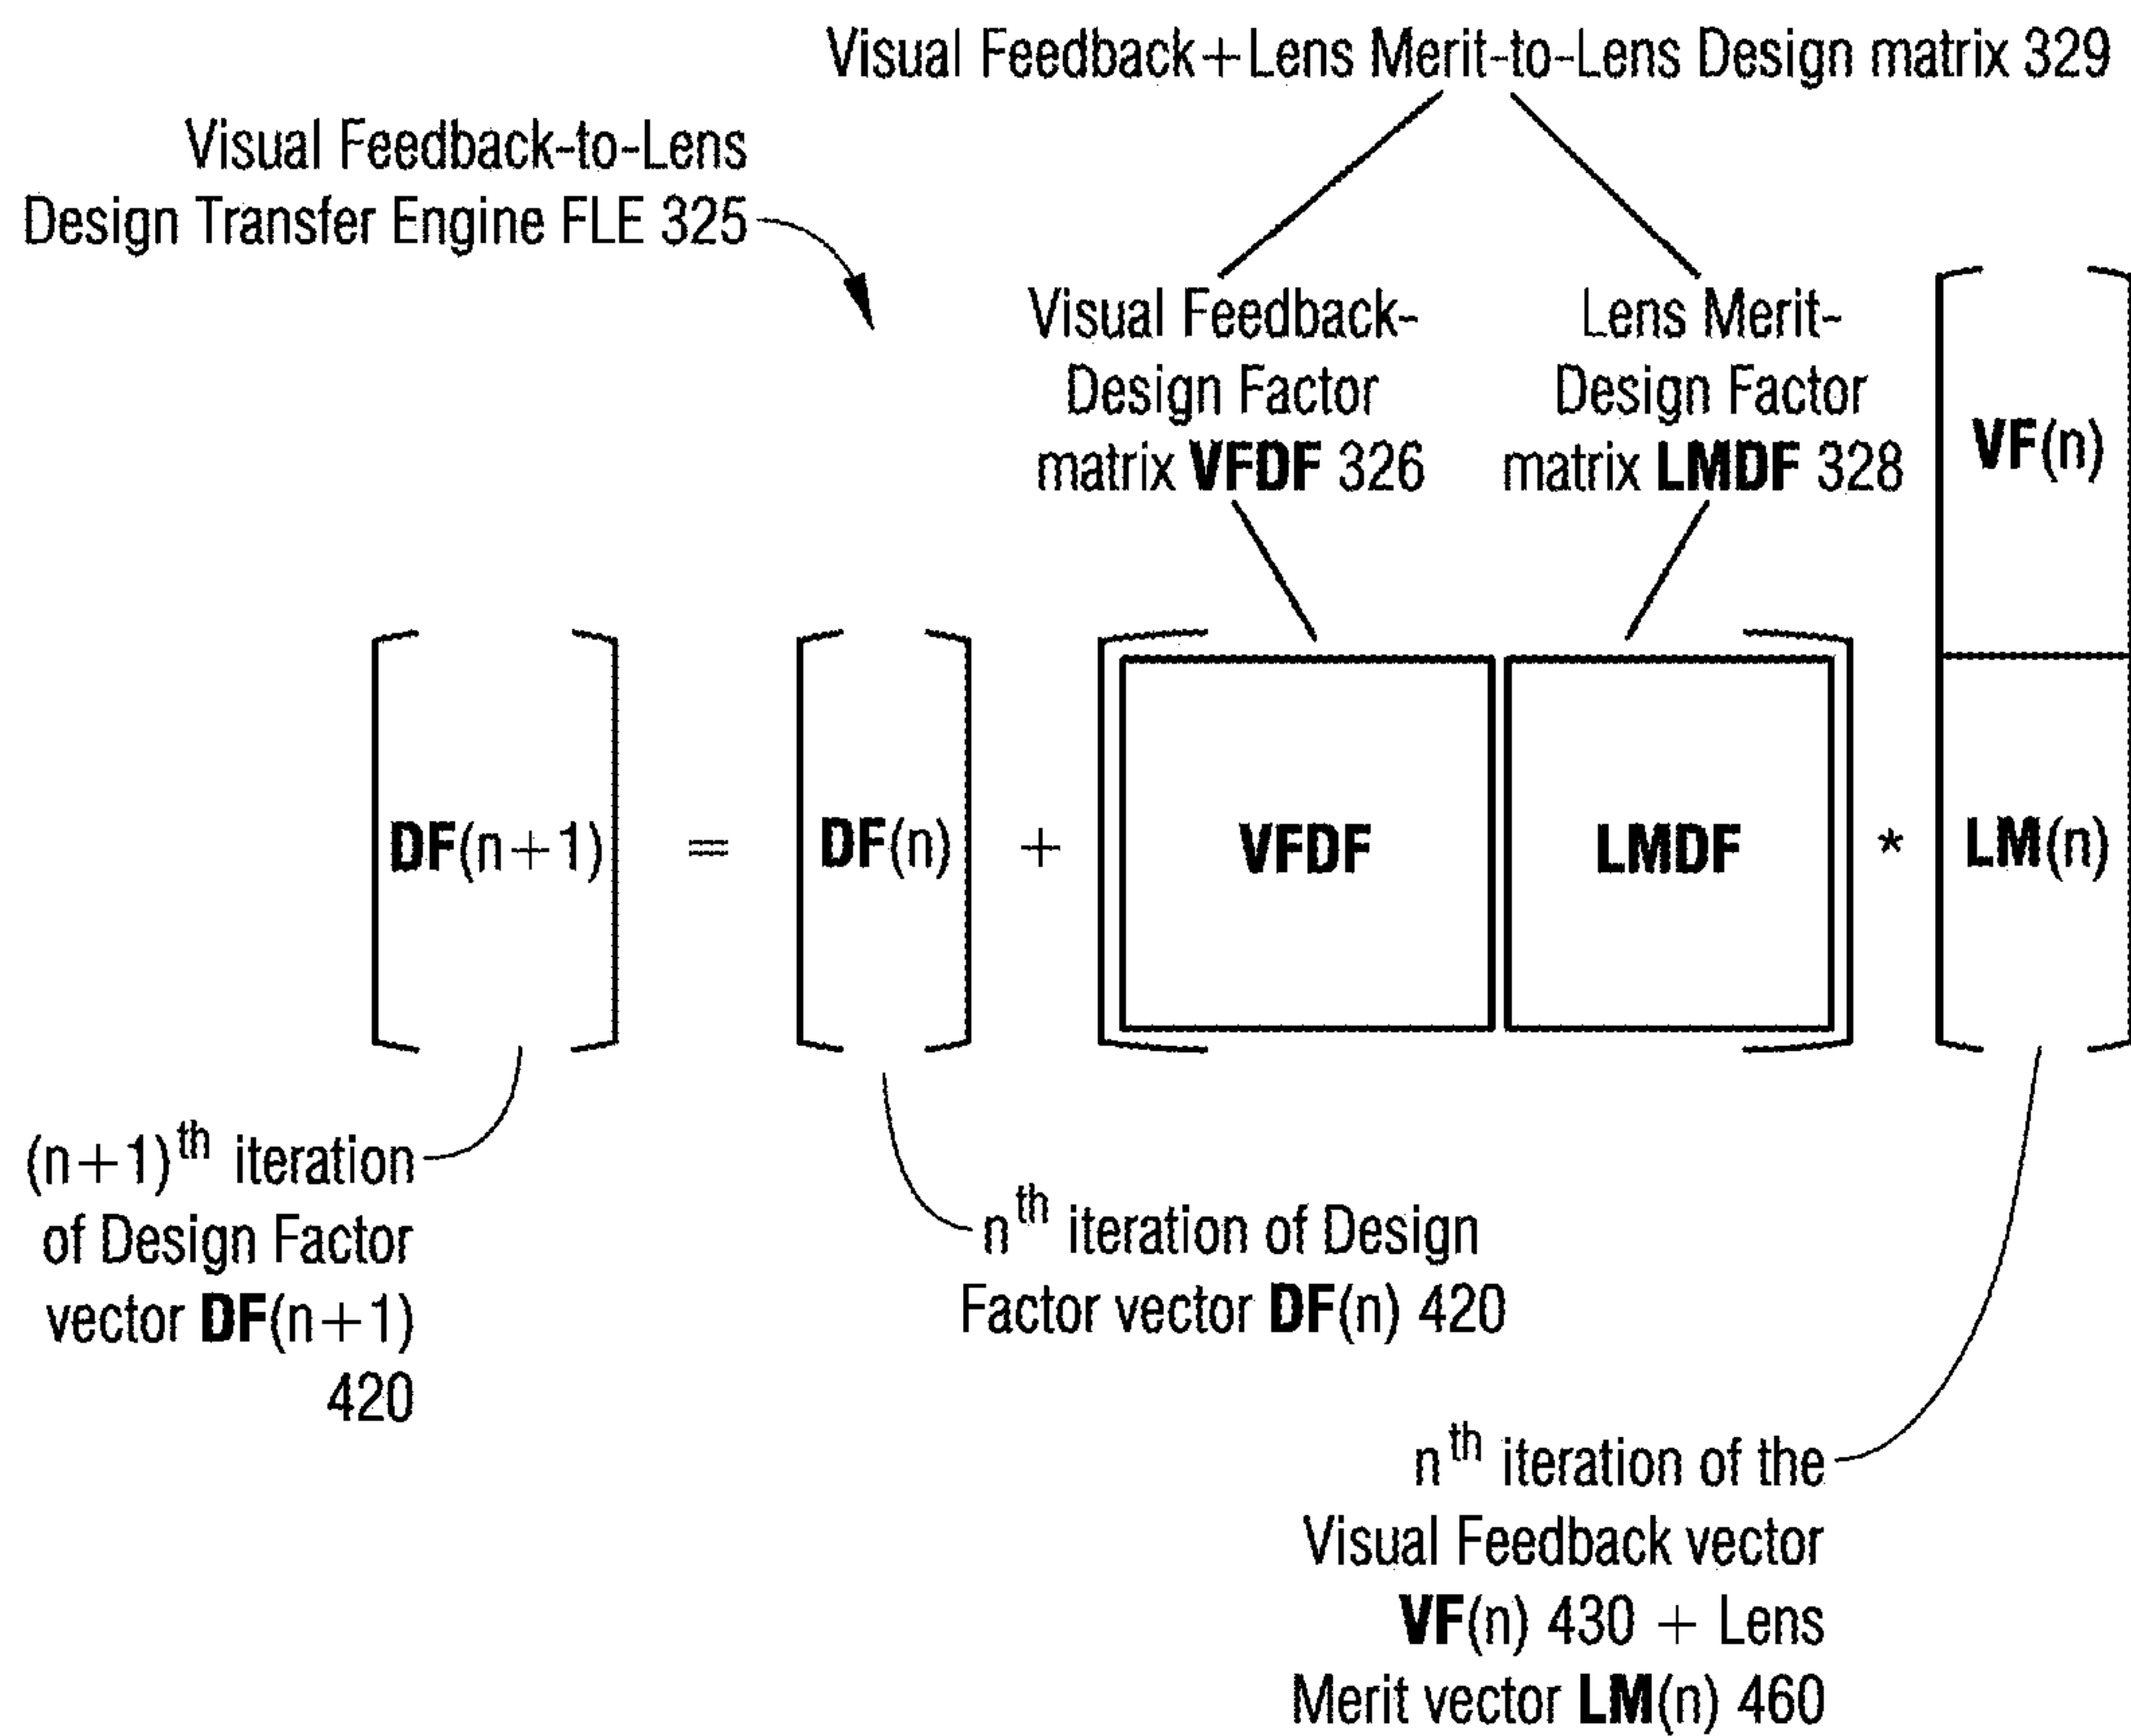 Visual Feedback+Lens Merit-to-Lens Design matrix 329
Visual Feedback-to-Lens
Design Transfer Engine FLE 325
Visual Feedback-
Design Factor
matrix VFDF 326
Lens Merit-
Design Factor
matrix LMDF 328
VF(n)
DF(n+1) = DF(n) + VFDF LMDF * LM(n)
(n+1)th iteration
of Design Factor
vector DF(n+1)
420
nth iteration of Design
Factor vector DF(n) 420
nth iteration of the
Visual Feedback vector
VF(n) 430 + Lens
Merit vector LM(n) 460